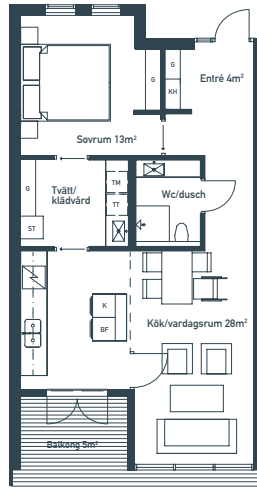 G
G
KH
Entré 4m²
Sovrum 13m²
G
Tvätt/
klädvård
TM
TT
ST
Wc/dusch
K
BF
Kök/vardagsrum 28m²
Balkong 5m²